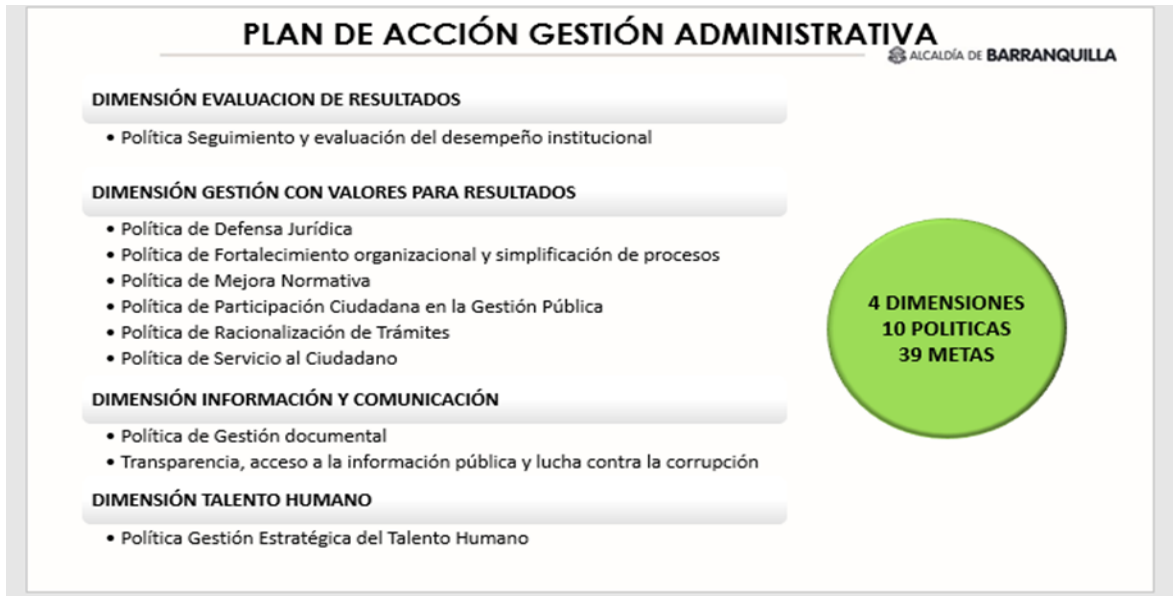 PLAN DE ACCIÓN GESTIÓN ADMINISTRATIVA
ALCALDÍA DE BARRANQUILLA
DIMENSIÓN EVALUACION DE RESULTADOS
• Política Seguimiento y evaluación del desempeño institucional
DIMENSIÓN GESTIÓN CON VALORES PARA RESULTADOS
• Política de Defensa Jurídica
• Política de Fortalecimiento organizacional y simplificación de procesos
• Política de Mejora Normativa
• Política de Participación Ciudadana en la Gestión Pública
• Política de Racionalización de Trámites
• Política de Servicio al Ciudadano
DIMENSIÓN INFORMACIÓN Y COMUNICACIÓN
• Política de Gestión documental
• Transparencia, acceso a la información pública y lucha contra la corrupción
DIMENSIÓN TALENTO HUMANO
• Política Gestión Estratégica del Talento Humano
4 DIMENSIONES
10 POLITICAS
39 METAS